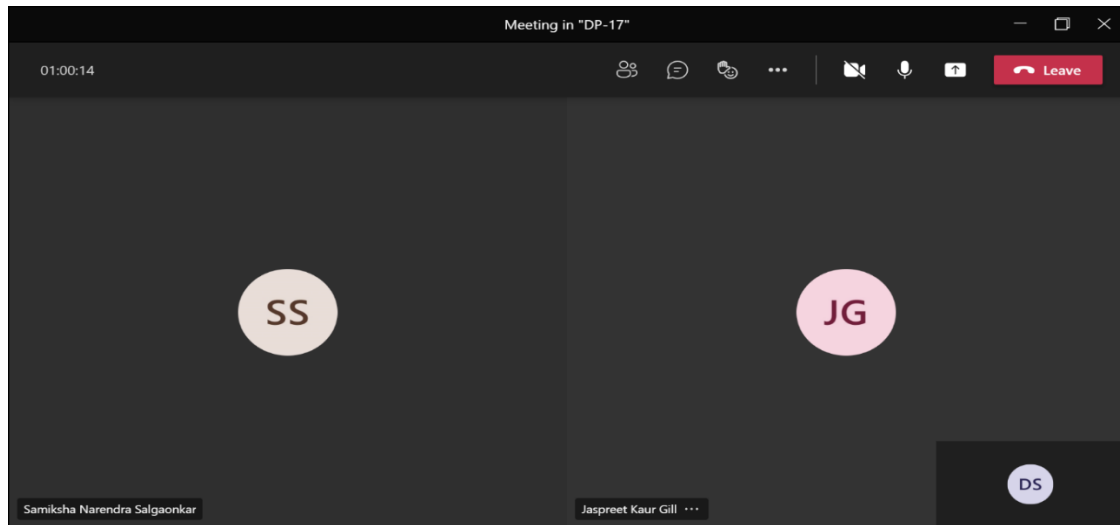 Meeting in "DP-17"
01:00:14
Leave
SS
JG
DS
Samiksha Narendra Salgaonkar
Jaspreet Kaur Gill